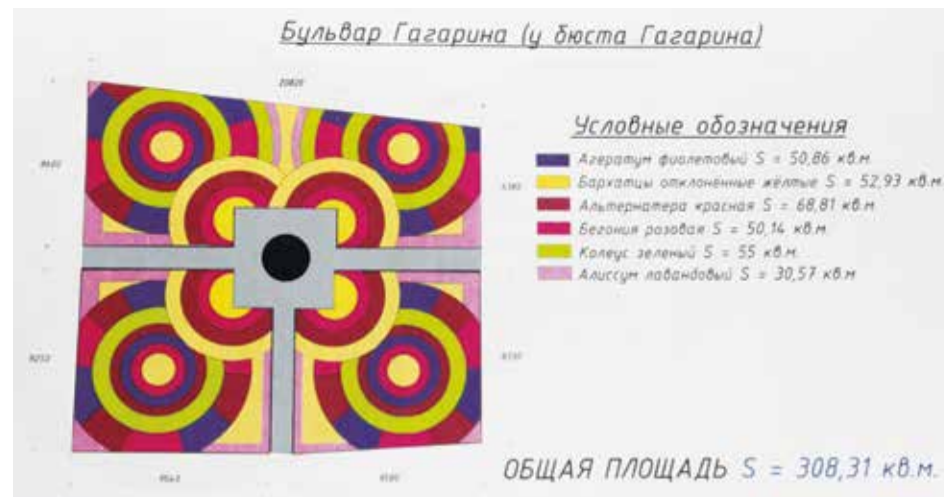 Бульвар Гагарина (у бюста Гагарина)
20820
Условные обозначения
Агератум фиолетовый S = 50,86 кв.м.
Бархатцы отклонённые жёлтые S = 52,93 кв.м.
Альтернатера красная S = 68,81 кв.м.
Бегония розовая S = 50,14 кв.м.
Колеус зеленый S = 55 кв.м.
Алиссум лавандовый S = 30,57 кв.м.
ОБЩАЯ ПЛОЩАДЬ S = 308,31 кв.м.